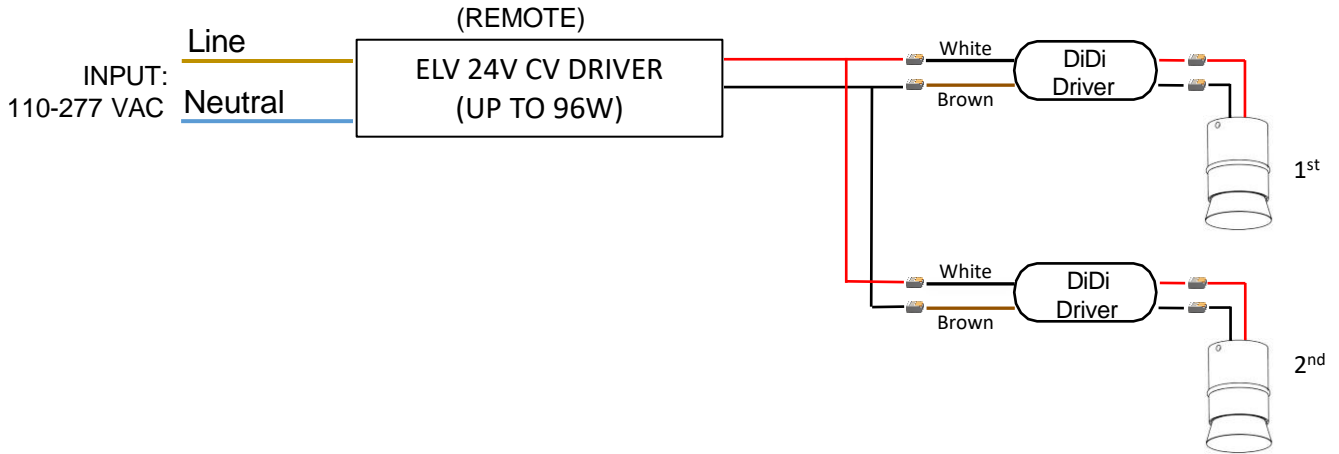 (REMOTE)
Line
INPUT:
110-277 VAC
Neutral
ELV 24V CV DRIVER
(UP TO 96W)
White
Brown
DiDi
Driver
1st
White
Brown
DiDi
Driver
2nd